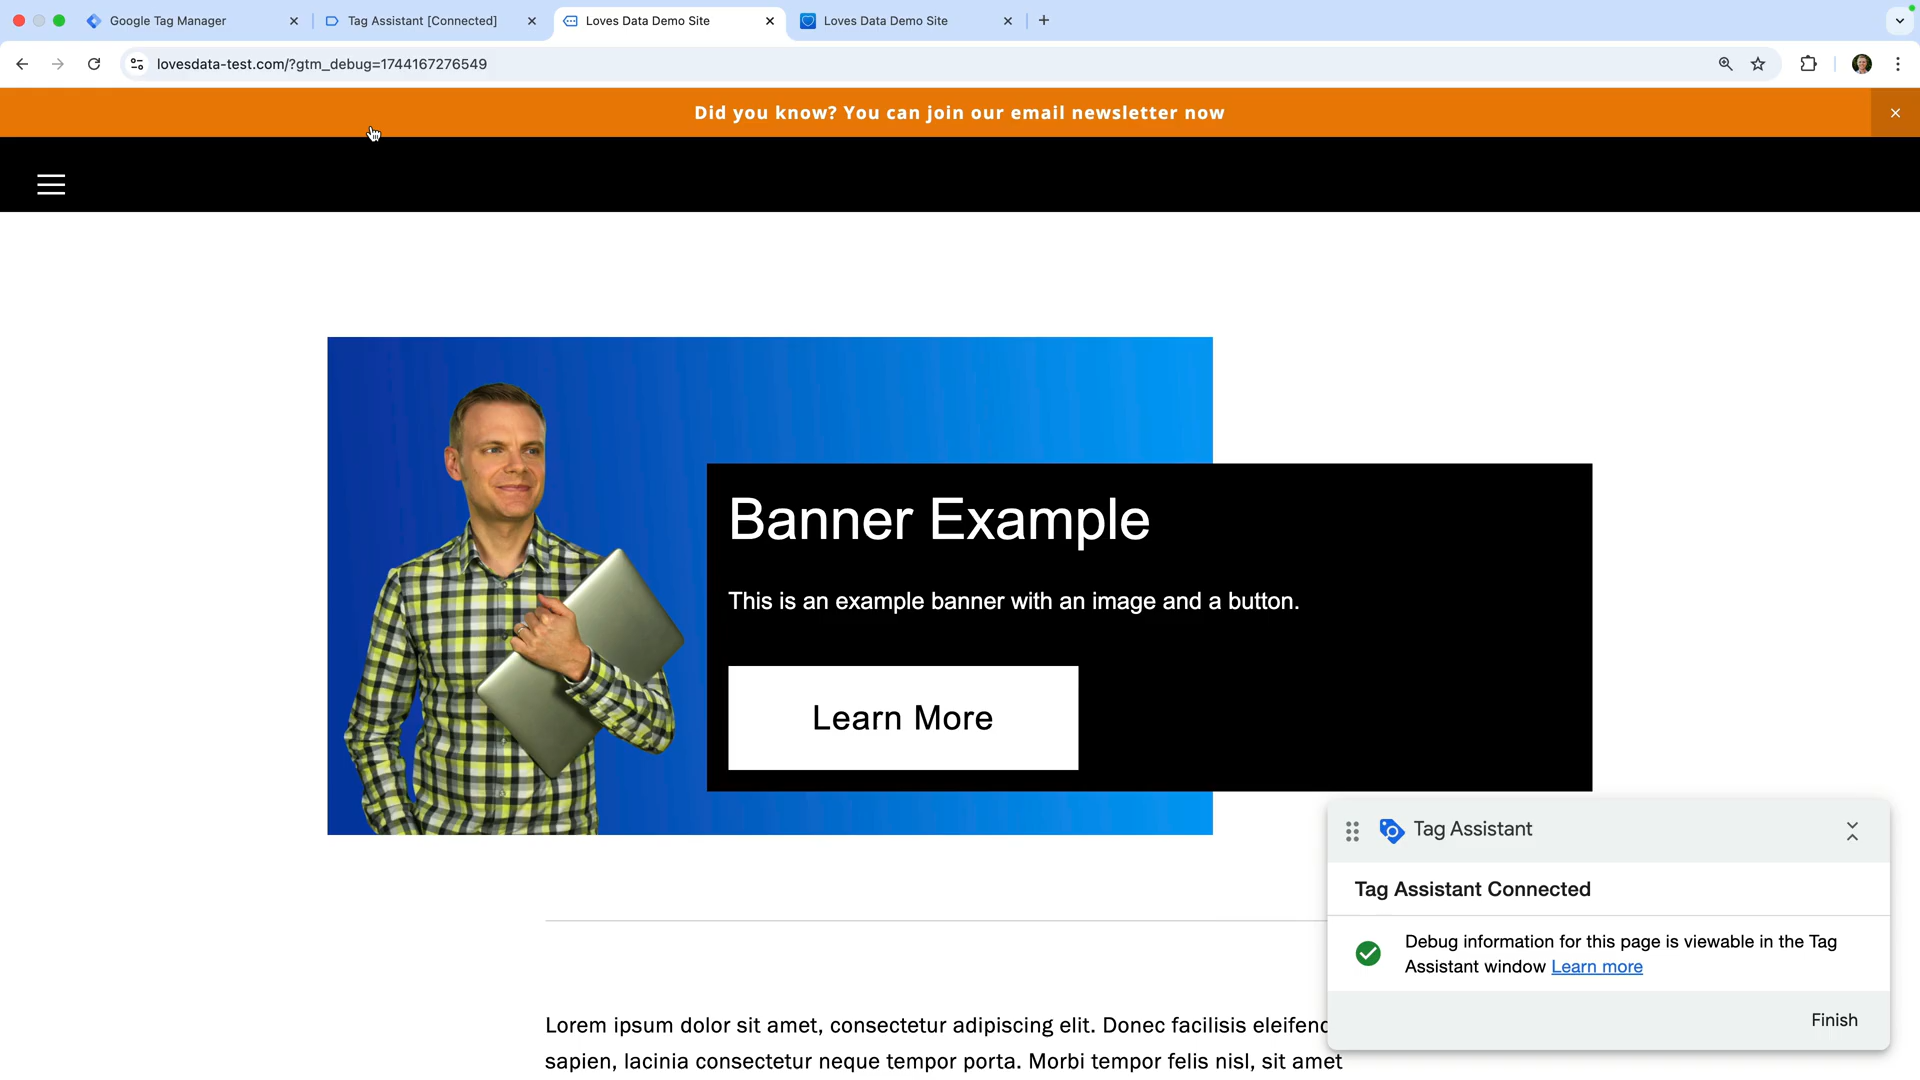 Google Tag Manager
Tag Assistant [Connected]
Loves Data Demo Site
Loves Data Demo Site
lovesdata-test.com/?gtm_debug=1744167276549
Did you know? You can join our email newsletter now
Banner Example
This is an example banner with an image and a button.
Learn More
Tag Assistant
Tag Assistant Connected
Debug information for this page is viewable in the Tag
Assistant window Learn more
Finish
Lorem ipsum dolor sit amet, consectetur adipiscing elit. Donec facilisis
sapien, lacinia consectetur neque tempor porta. Morbi tempor felis nisl, sit amet